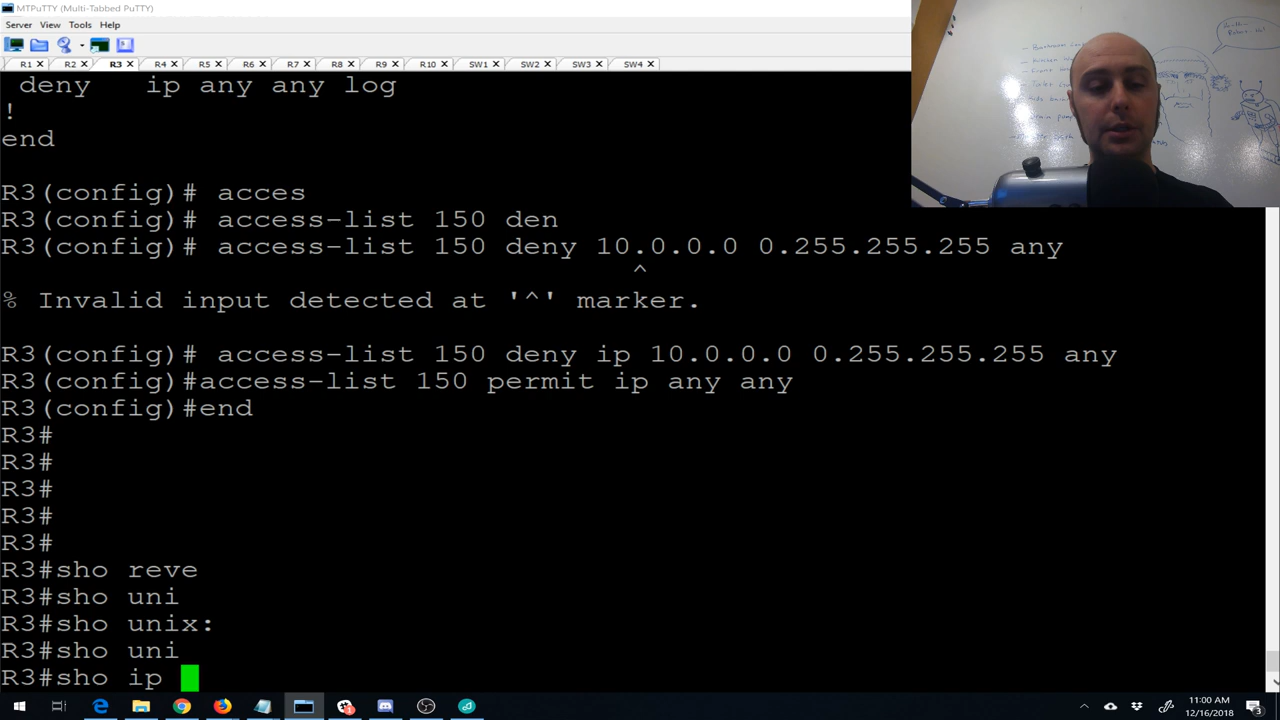 MTPuTTY (Multi-Tabbed PuTTY)
Server View Tools Help
R1 R2 R3 R4 R5 R6 R7 R8 R9 R10 SW1 SW2 SW3 SW4
deny ip any any log
!
end
R3(config)# acces
R3(config)# access-list 150 den
R3(config)# access-list 150 deny 10.0.0.0 0.255.255.255 any
^
% Invalid input detected at '^' marker.
R3(config)# access-list 150 deny ip 10.0.0.0 0.255.255.255 any
R3(config)#access-list 150 permit ip any any
R3(config)#end
R3#
R3#
R3#
R3#
R3#
R3#sho reve
R3#sho uni
R3#sho unix:
R3#sho uni
R3#sho ip
11:00 AM
12/16/2018
3